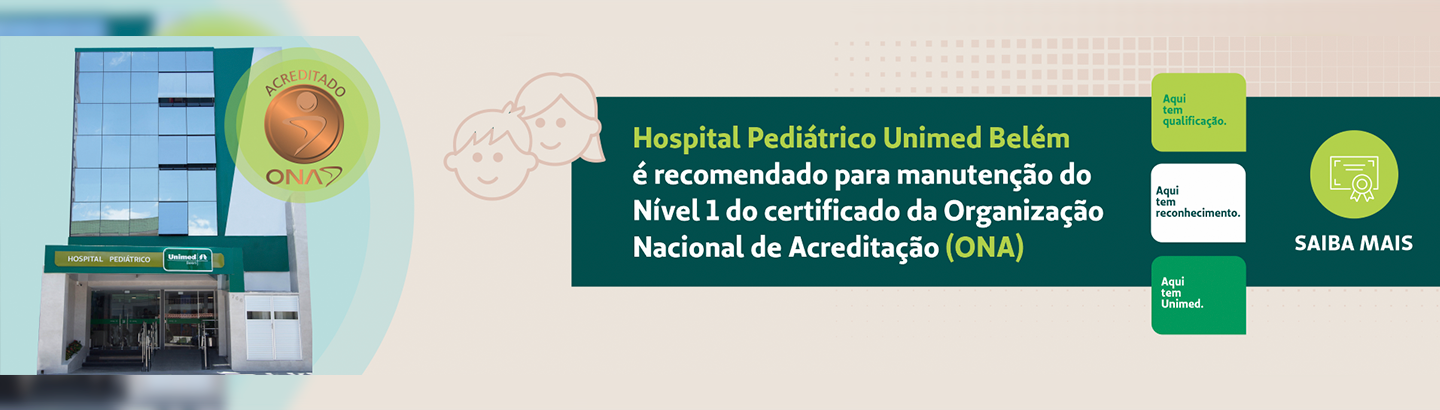 ACREDITADO
ONA
HOSPITAL PEDIÁTRICO
Unimed
Belém
Hospital Pediátrico Unimed Belém
é recomendado para manutenção do
Nível 1 do certificado da Organização
Nacional de Acreditação (ONA)
Aqui
tem
qualificação.
Aqui
tem
reconhecimento.
Aqui
tem
Unimed.
SAIBA MAIS